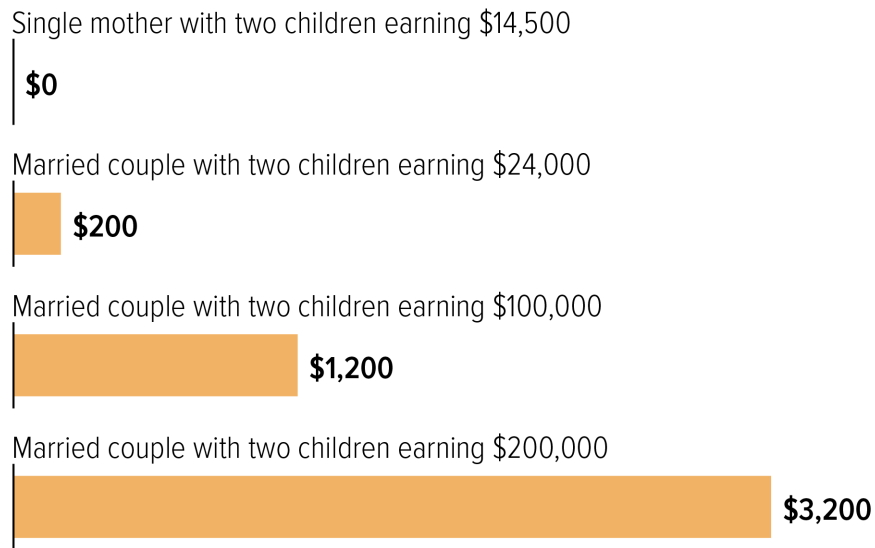 Single mother with two children earning $14,500
$0
Married couple with two children earning $24,000
$200
Married couple with two children earning $100,000
$1,200
Married couple with two children earning $200,000
$3,200